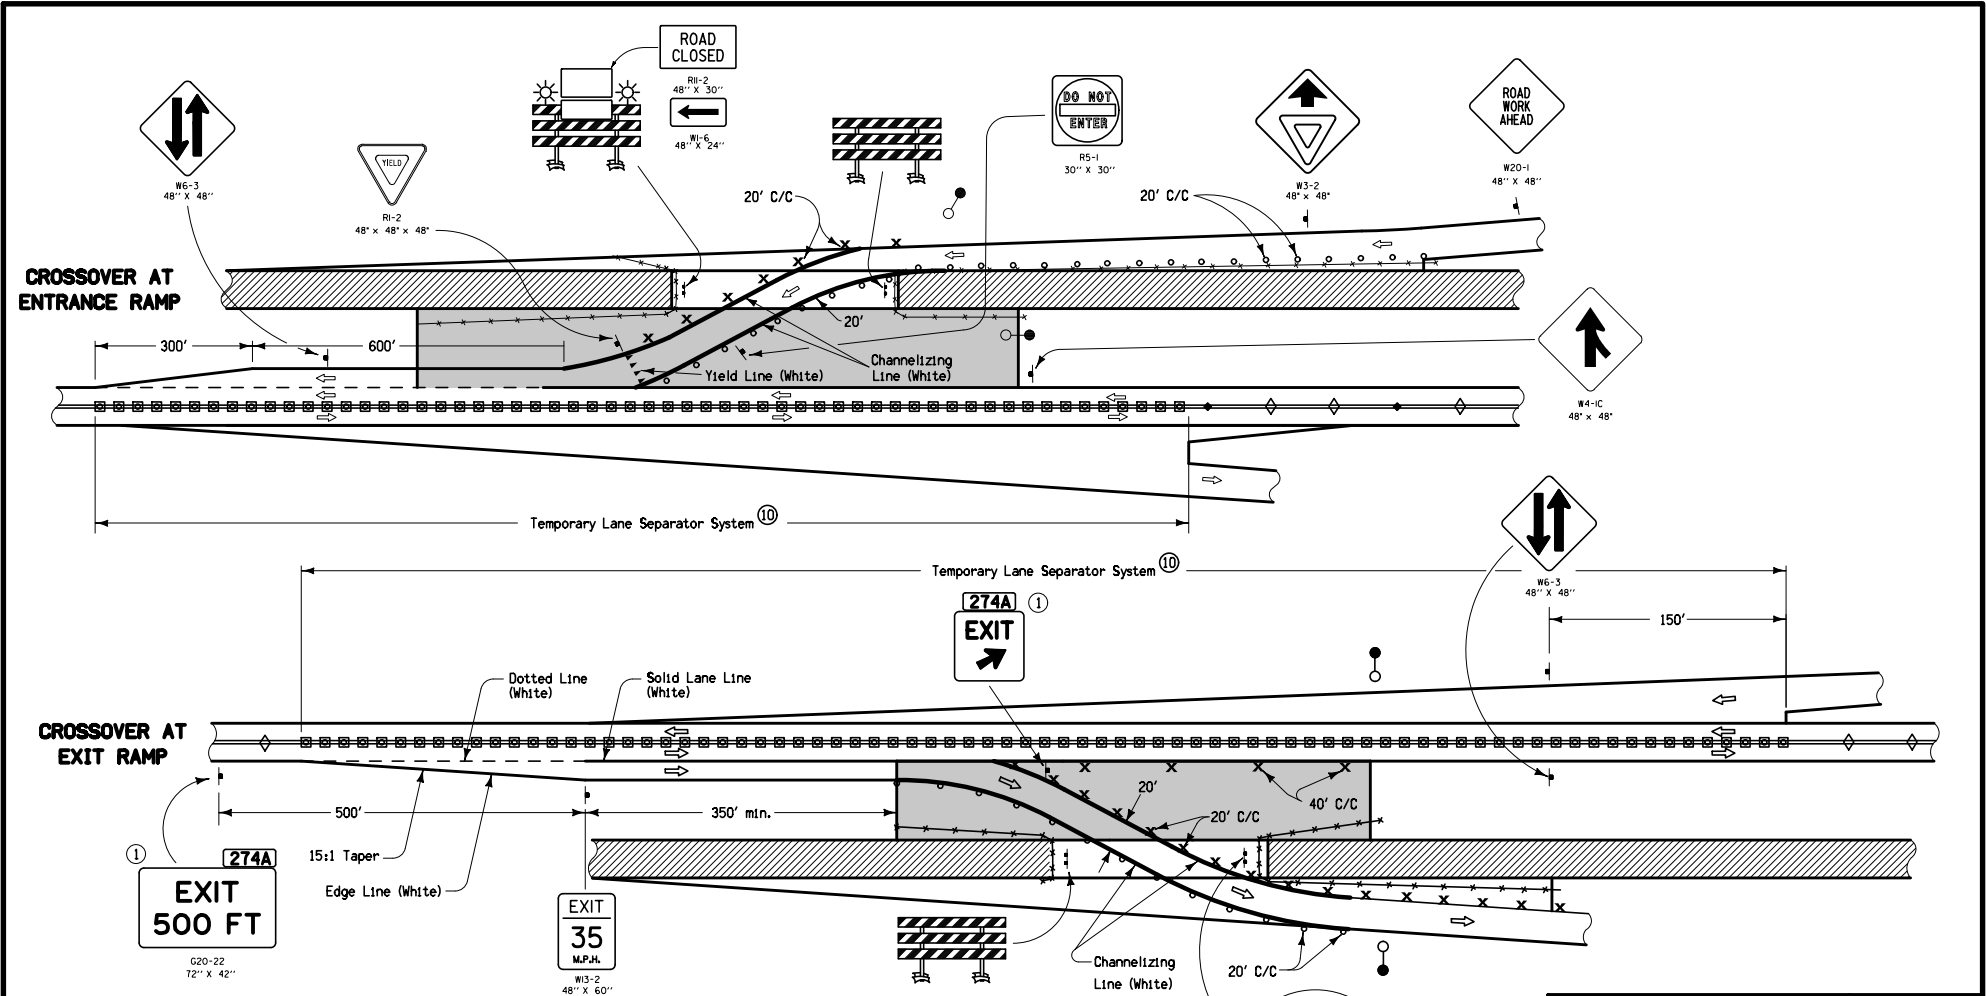 ROAD
CLOSED
R11-2
48'' X 30''
W1-6
48'' X 24''
DO NOT
ENTER
R5-1
30'' X 30''
W3-2
48" x 48"
ROAD
WORK
AHEAD
W20-1
48'' X 48''
W6-3
48'' X 48''
YIELD
R1-2
48" x 48" x 48"
20' C/C
20' C/C
CROSSOVER AT
ENTRANCE RAMP
300'
600'
20'
Channelizing
Line (White)
Yield Line (White)
W4-1C
48" x 48"
Temporary Lane Separator System 10
Temporary Lane Separator System 10
W6-3
48'' X 48''
150'
274A 1
EXIT
Dotted Line
(White)
Solid Lane Line
(White)
CROSSOVER AT
EXIT RAMP
500'
350' min.
20'
20' C/C
40' C/C
15:1 Taper
Edge Line (White)
1
274A
EXIT
500 FT
G20-22
72'' X 42''
EXIT
35
M.P.H.
W13-2
48'' X 60''
Channelizing
Line (White)
20' C/C